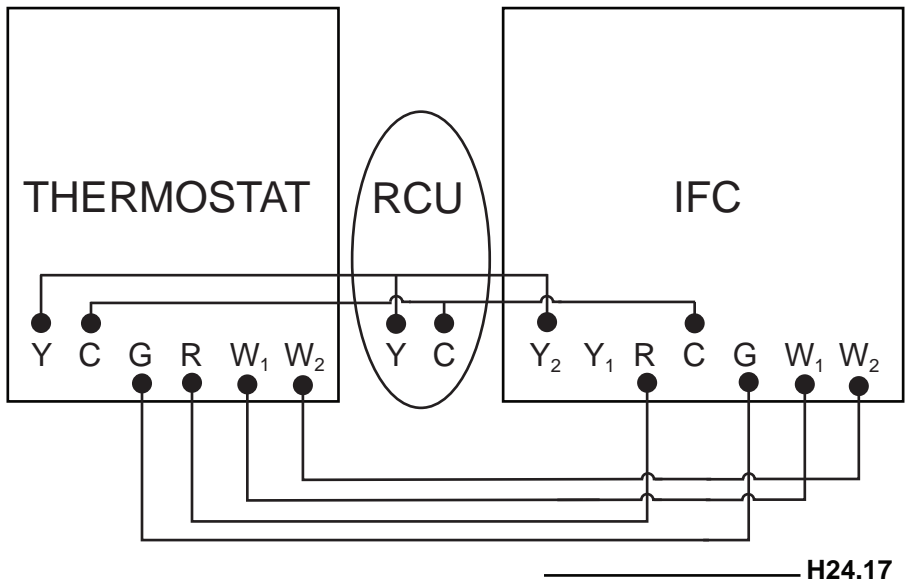 THERMOSTAT RCU IFC
Y C G R W₁ W₂ Y C Y₂ Y₁ R C G W₁ W₂
H24.17